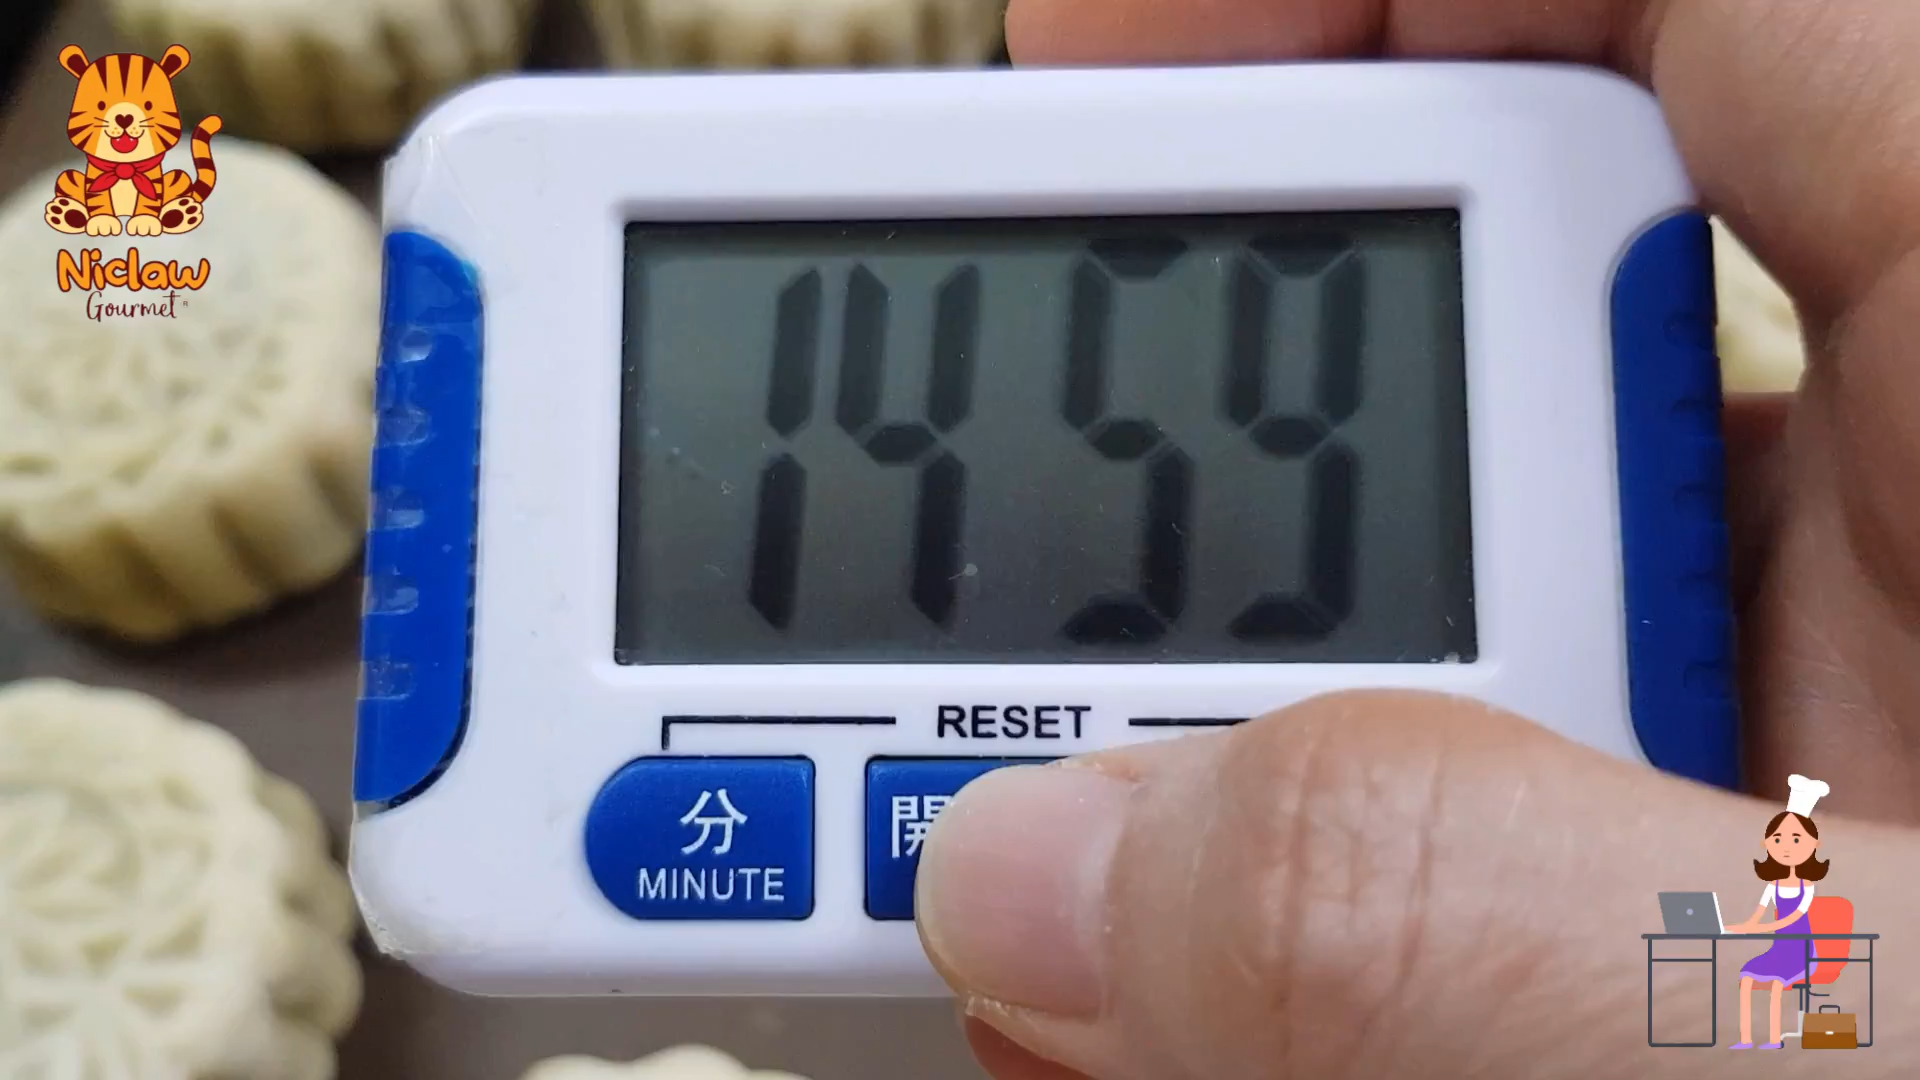 Niclaw
Gourmet
14 59
RESET
分
MINUTE
開